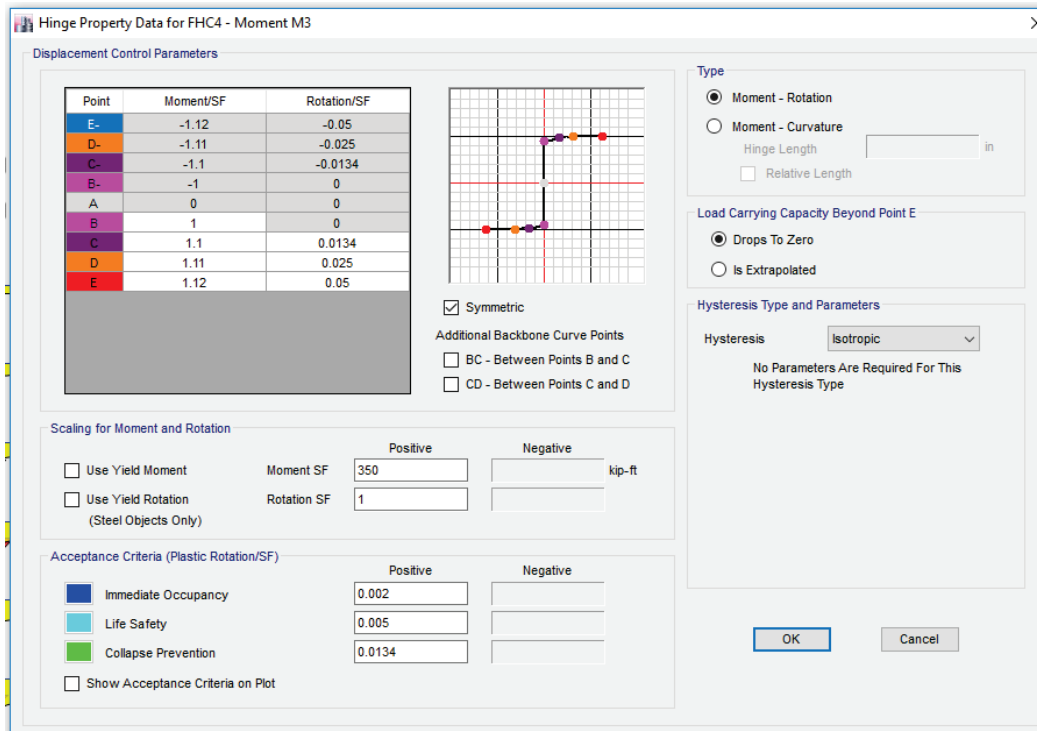 Hinge Property Data for FHC4 - Moment M3
Displacement Control Parameters
Point Moment/SF Rotation/SF
E- -1.12 -0.05
D- -1.11 -0.025
C- -1.1 -0.0134
B- -1 0
A 0 0
B 1 0
C 1.1 0.0134
D 1.11 0.025
E 1.12 0.05
Symmetric
Additional Backbone Curve Points
BC - Between Points B and C
CD - Between Points C and D
Scaling for Moment and Rotation
Positive Negative
Use Yield Moment Moment SF 350 kip-ft
Use Yield Rotation Rotation SF 1
(Steel Objects Only)
Acceptance Criteria (Plastic Rotation/SF)
Positive Negative
Immediate Occupancy 0.002
Life Safety 0.005
Collapse Prevention 0.0134
Show Acceptance Criteria on Plot
Type
Moment - Rotation
Moment - Curvature
Hinge Length in
Relative Length
Load Carrying Capacity Beyond Point E
Drops To Zero
Is Extrapolated
Hysteresis Type and Parameters
Hysteresis Isotropic
No Parameters Are Required For This
Hysteresis Type
OK Cancel